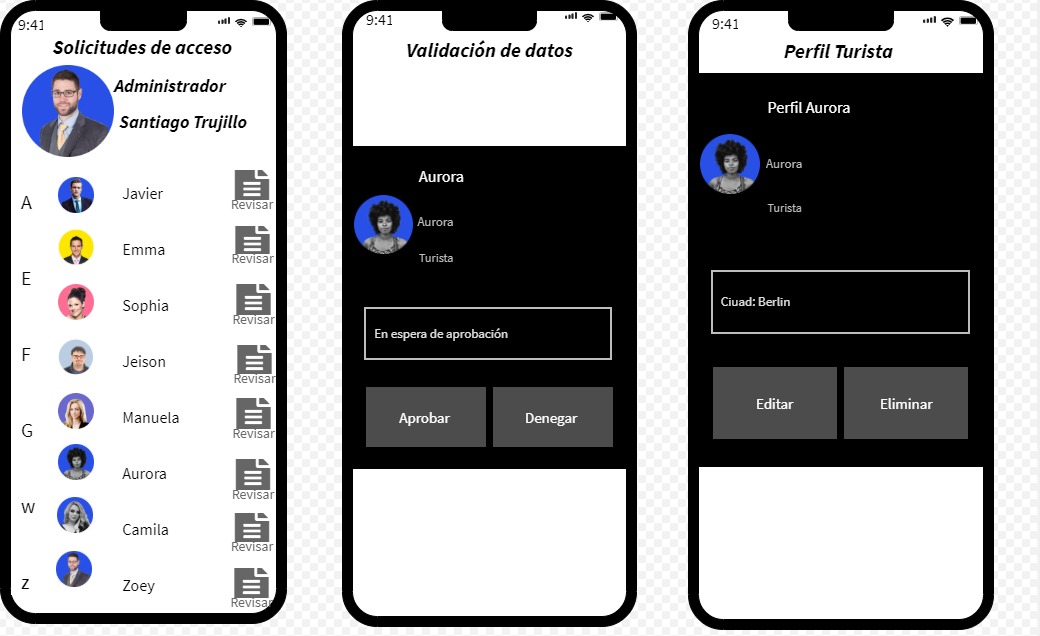 9:41
Solicitudes de acceso
Administrador
Santiago Trujillo
A
Javier
Revisar
Emma
Revisar
E
Sophia
Revisar
F
Jeison
Revisar
G
Manuela
Revisar
Aurora
Revisar
W
Camila
Revisar
Z
Zoey
Revisar
9:41
Validación de datos
Aurora
Aurora
Turista
En espera de aprobación
Aprobar
Denegar
9:41
Perfil Turista
Perfil Aurora
Aurora
Turista
Ciuad: Berlin
Editar
Eliminar